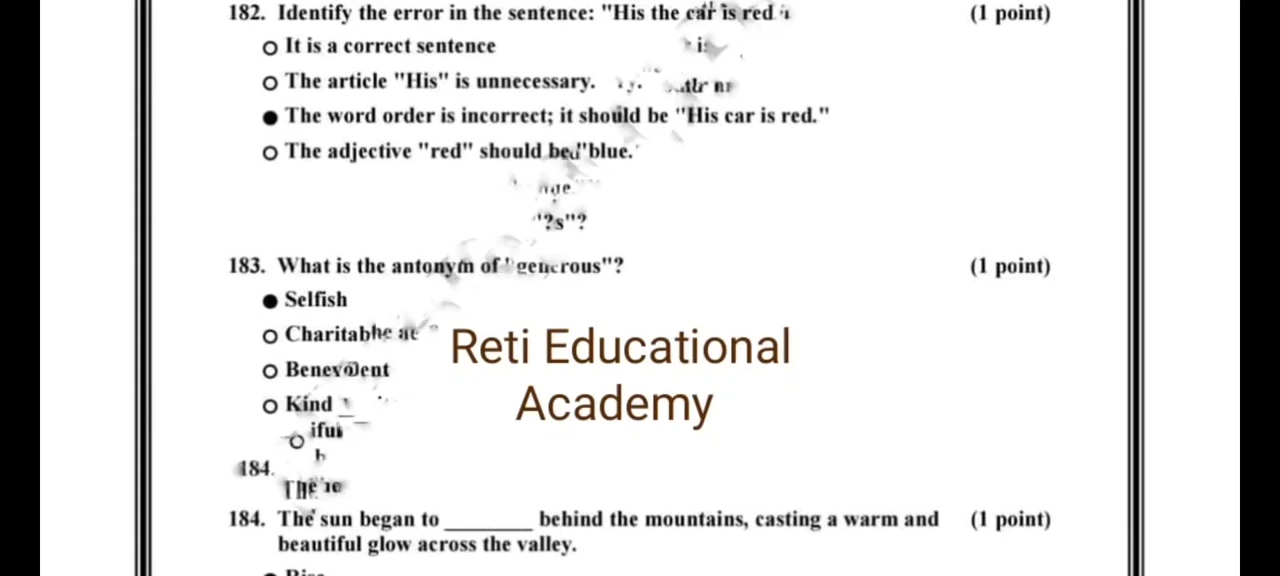 182. Identify the error in the sentence: "His the car is red
(1 point)
It is a correct sentence
The article "His" is unnecessary.
The word order is incorrect; it should be "His car is red."
The adjective "red" should be "blue."
183. What is the antonym of "generous"?
(1 point)
Selfish
Benevolent
Kind
Reti Educational
Academy
184.
184. The sun began to ________ behind the mountains, casting a warm and
(1 point)
beautiful glow across the valley.